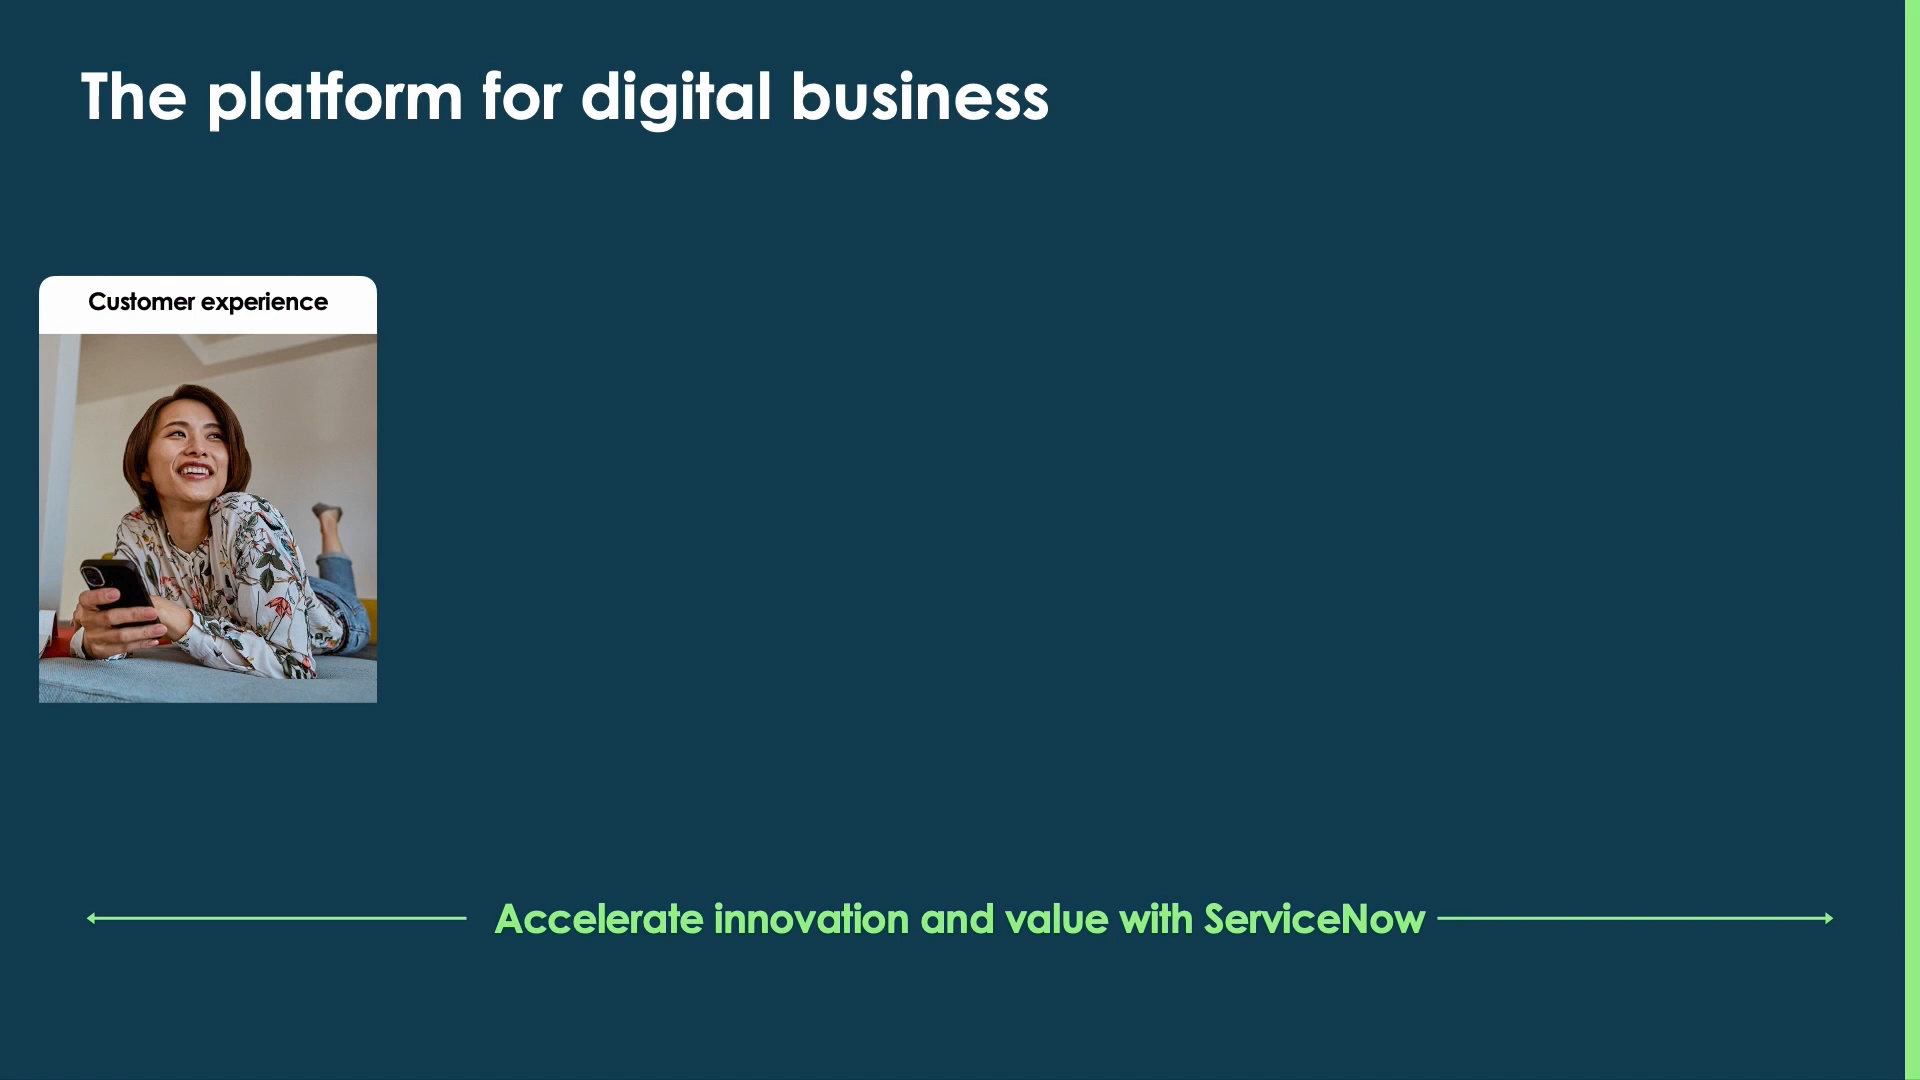 The platform for digital business
Customer experience
Accelerate innovation and value with ServiceNow